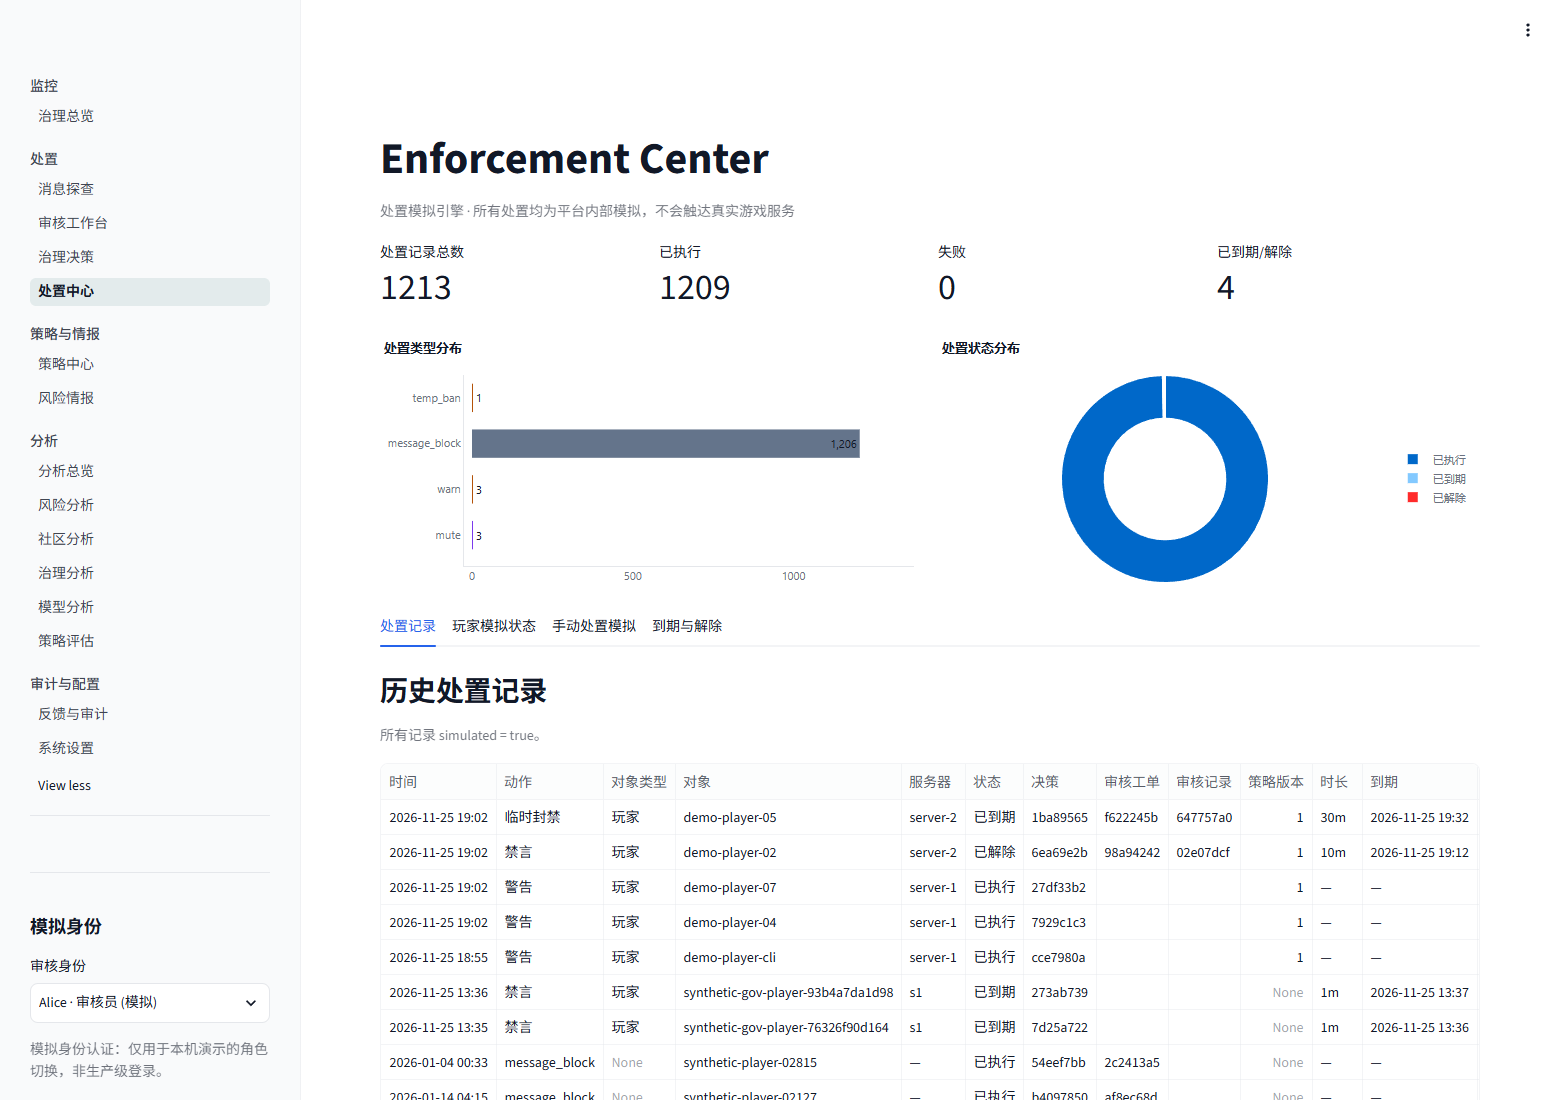 监控
治理总览
处置
消息探查
审核工作台
治理决策
处置中心
策略与情报
策略中心
风险情报
分析
分析总览
风险分析
社区分析
治理分析
模型分析
策略评估
审计与配置
反馈与审计
系统设置
View less
模拟身份
审核身份
Alice · 审核员 (模拟)
模拟身份认证：仅用于本机演示的角色
切换，非生产级登录。
Enforcement Center
处置模拟引擎 · 所有处置均为平台内部模拟，不会触达真实游戏服务
处置记录总数 已执行 失败 已到期/解除
1213 1209 0 4
处置类型分布
temp_ban 1
message_block 1,206
warn 3
mute 3
0 500 1000
处置状态分布
已执行
已到期
已解除
处置记录 玩家模拟状态 手动处置模拟 到期与解除
历史处置记录
所有记录 simulated = true。
时间 动作 对象类型 对象 服务器 状态 决策 审核工单 审核记录 策略版本 时长 到期
2026-11-25 19:02 临时封禁 玩家 demo-player-05 server-2 已到期 1ba89565 f622245b 647757a0 1 30m 2026-11-25 19:32
2026-11-25 19:02 禁言 玩家 demo-player-02 server-2 已解除 6ea69e2b 98a94242 02e07dcf 1 10m 2026-11-25 19:12
2026-11-25 19:02 警告 玩家 demo-player-07 server-1 已执行 27df33b2 1 — —
2026-11-25 19:02 警告 玩家 demo-player-04 server-1 已执行 7929c1c3 1 — —
2026-11-25 18:55 警告 玩家 demo-player-cli server-1 已执行 cce7980a 1 — —
2026-11-25 13:36 禁言 玩家 synthetic-gov-player-93b4a7da1d98 s1 已到期 273ab739 None 1m 2026-11-25 13:37
2026-11-25 13:35 禁言 玩家 synthetic-gov-player-76326f90d164 s1 已到期 7d25a722 None 1m 2026-11-25 13:36
2026-01-04 00:33 message_block None synthetic-player-02815 — 已执行 54eef7bb 2c2413a5 None — —
2026-01-14 04:15 message_block None synthetic-player-02127 — 已执行 b4097850 af8ec68d None — —